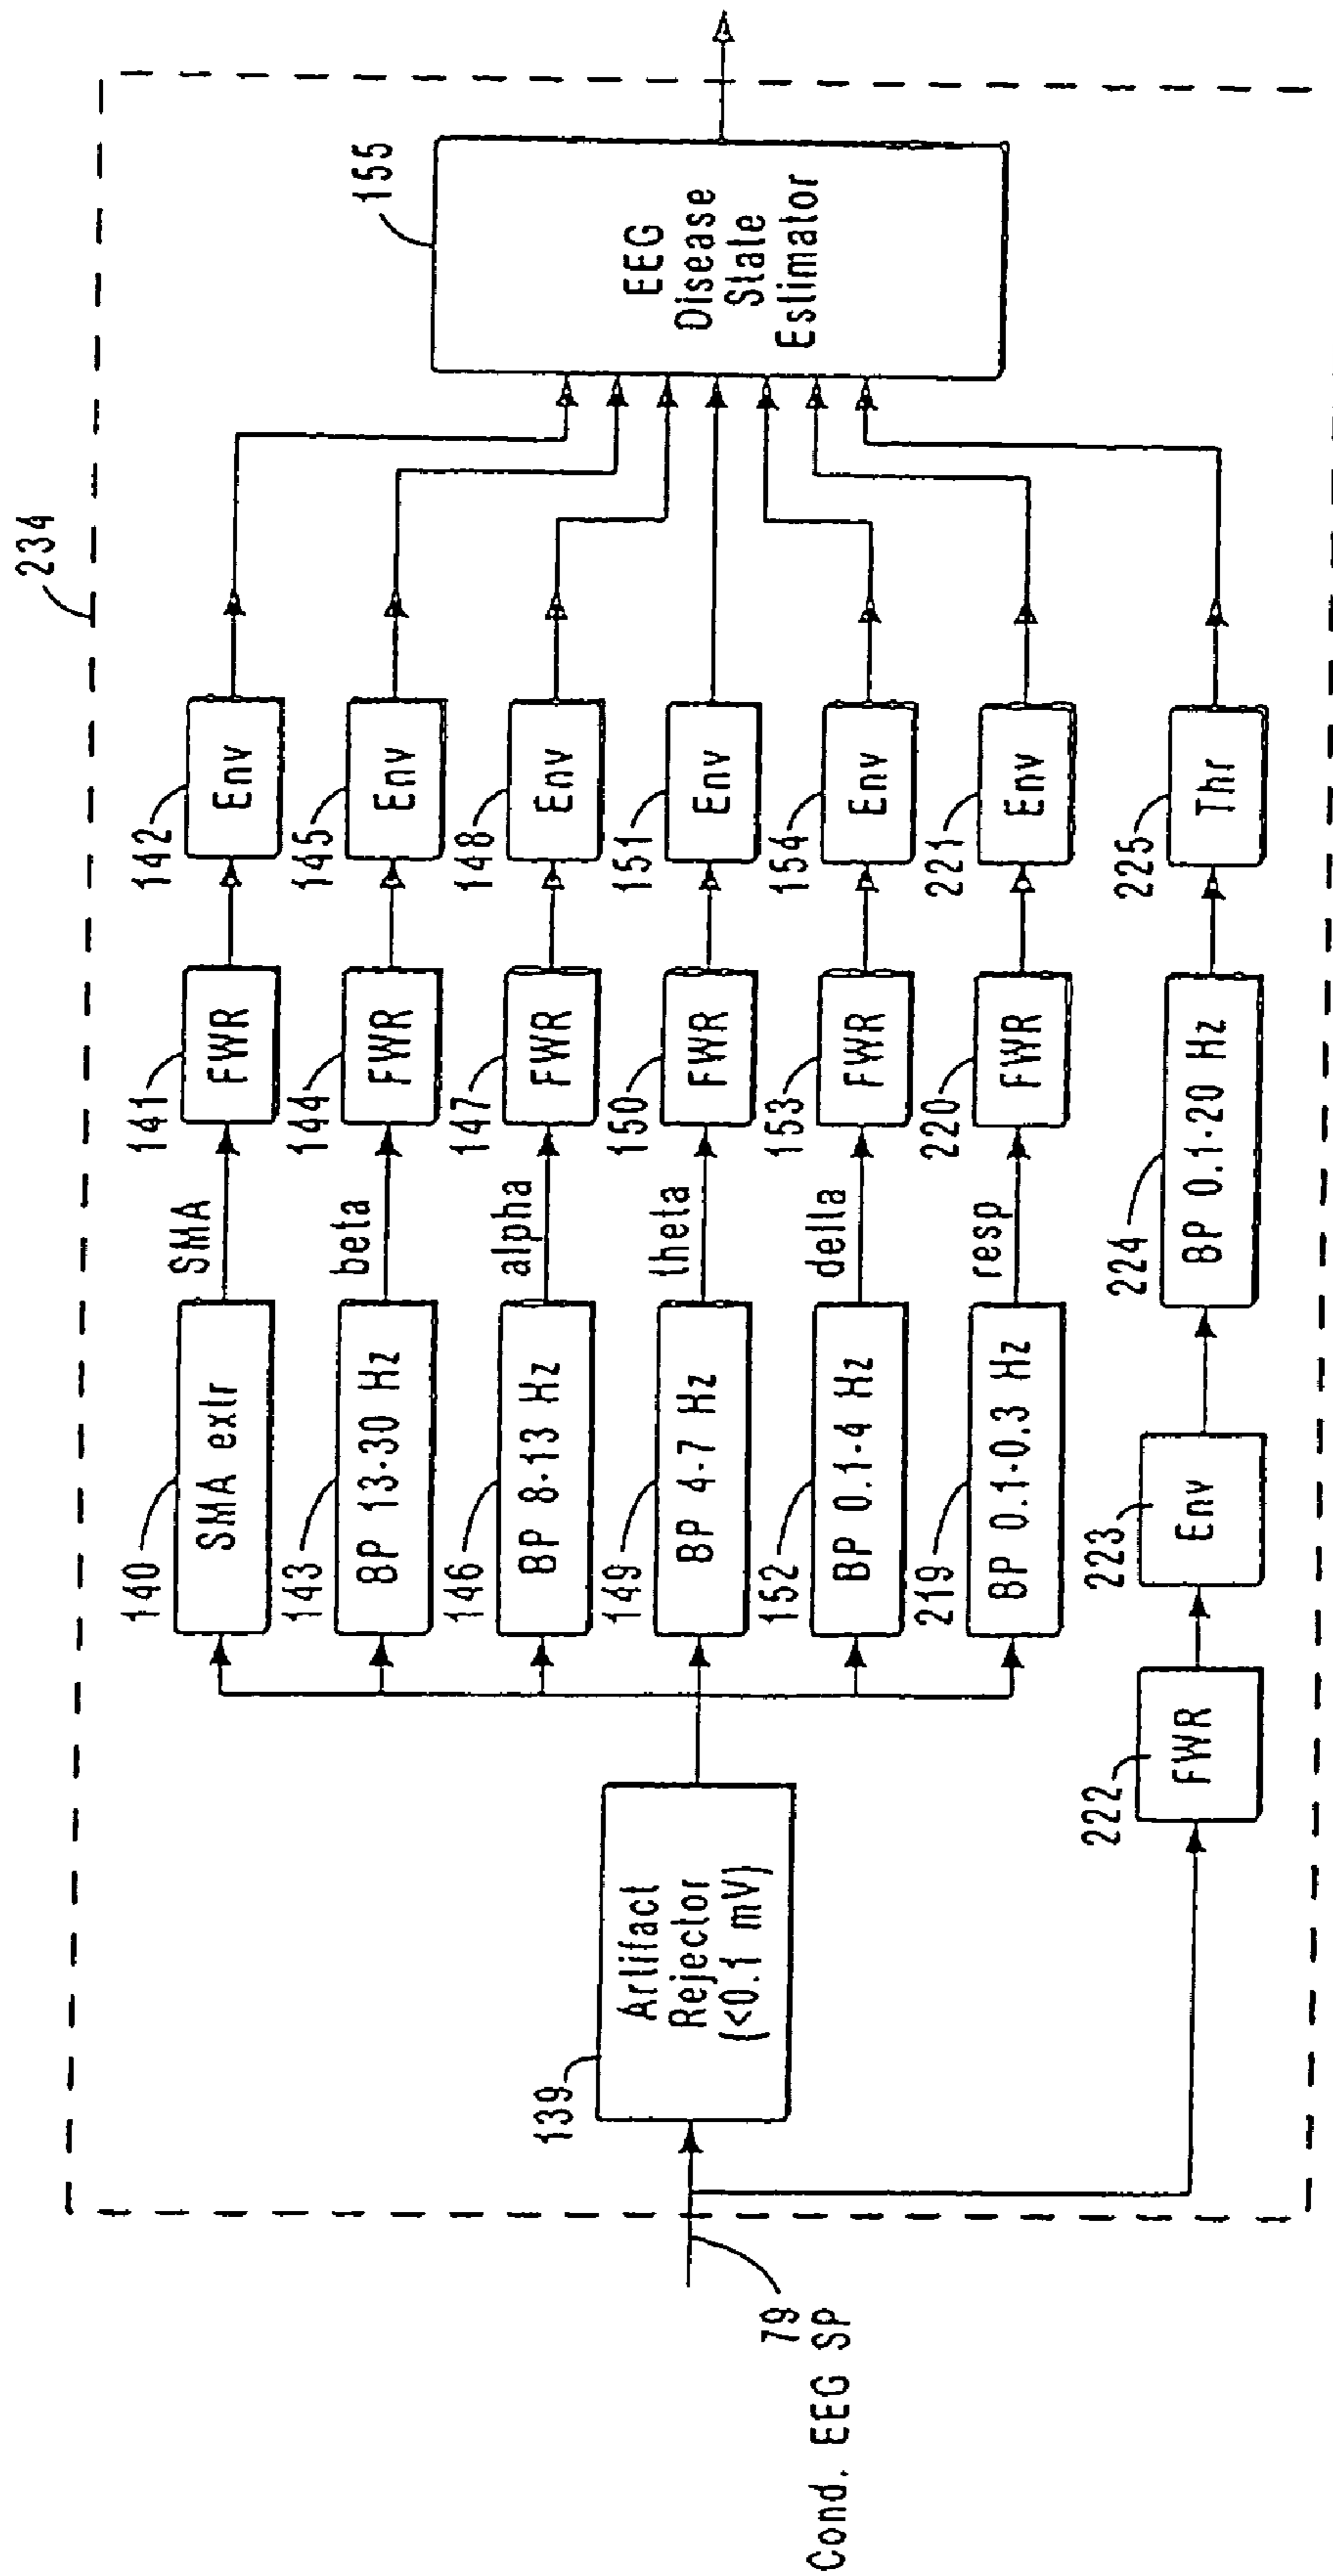 234
140
SMA extr
SMA
141
FWR
142
Env
143
BP 13-30 Hz
beta
144
FWR
145
Env
146
BP 8-13 Hz
alpha
147
FWR
148
Env
149
BP 4-7 Hz
theta
150
FWR
151
Env
152
BP 0.1-4 Hz
della
153
FWR
154
Env
219
BP 0.1-0.3 Hz
resp
220
FWR
221
Env
155
EEG
Disease
State
Estimator
139
Artifact
Rejector
(<0.1 mV)
222
FWR
223
Env
224
BP 0.1-20 Hz
225
Thr
79
Cond. EEG SP